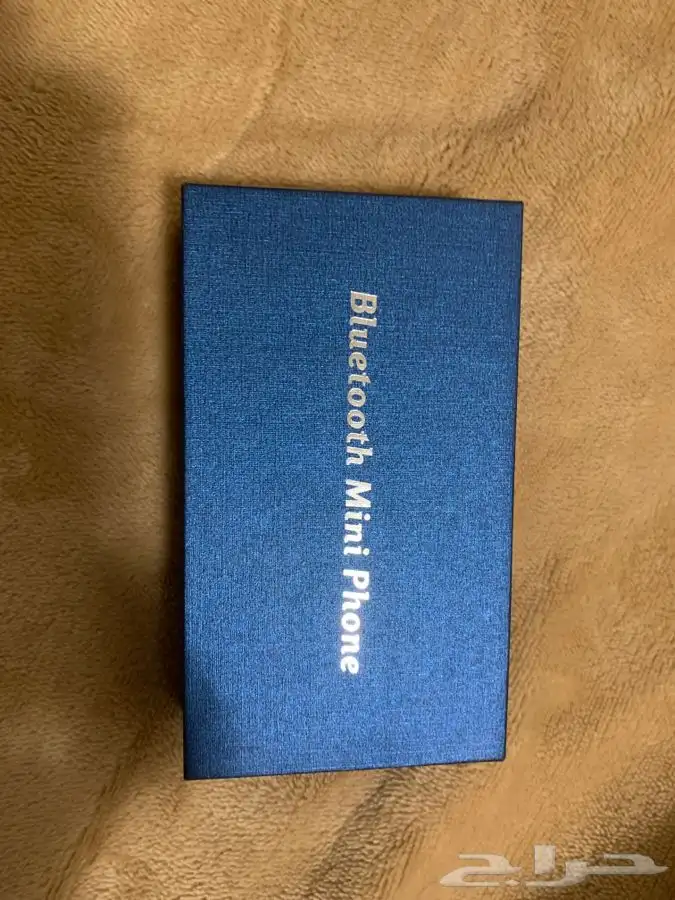 Bluetooth Mini Phone
حراج